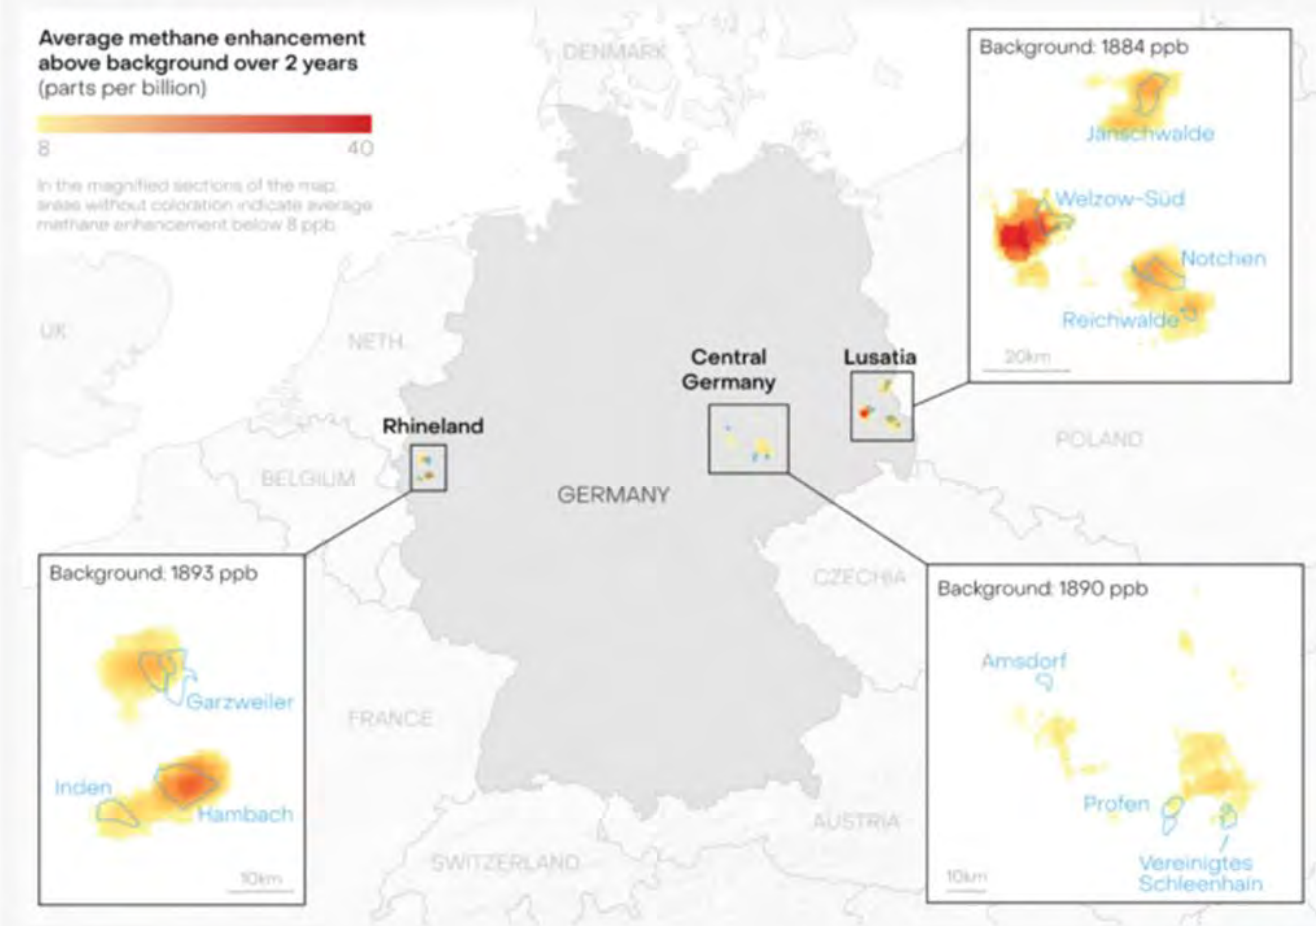 Average methane enhancement
above background over 2 years
(parts per billion)
8 40
In the magnified sections of the map,
areas without coloration indicate average
methane enhancement below 8 ppb.
DENMARK
UK
NETH.
BELGIUM
GERMANY
POLAND
CZECHIA
FRANCE
SWITZERLAND
AUSTRIA
Rhineland
Central
Germany
Lusatia
Background: 1884 ppb
Jänschwalde
Welzow-Süd
Notchen
Reichwalde
20km
Background: 1893 ppb
Garzweiler
Inden
Hambach
10km
Background: 1890 ppb
Amsdorf
Profen
Vereinigtes
Schleenhain
10km